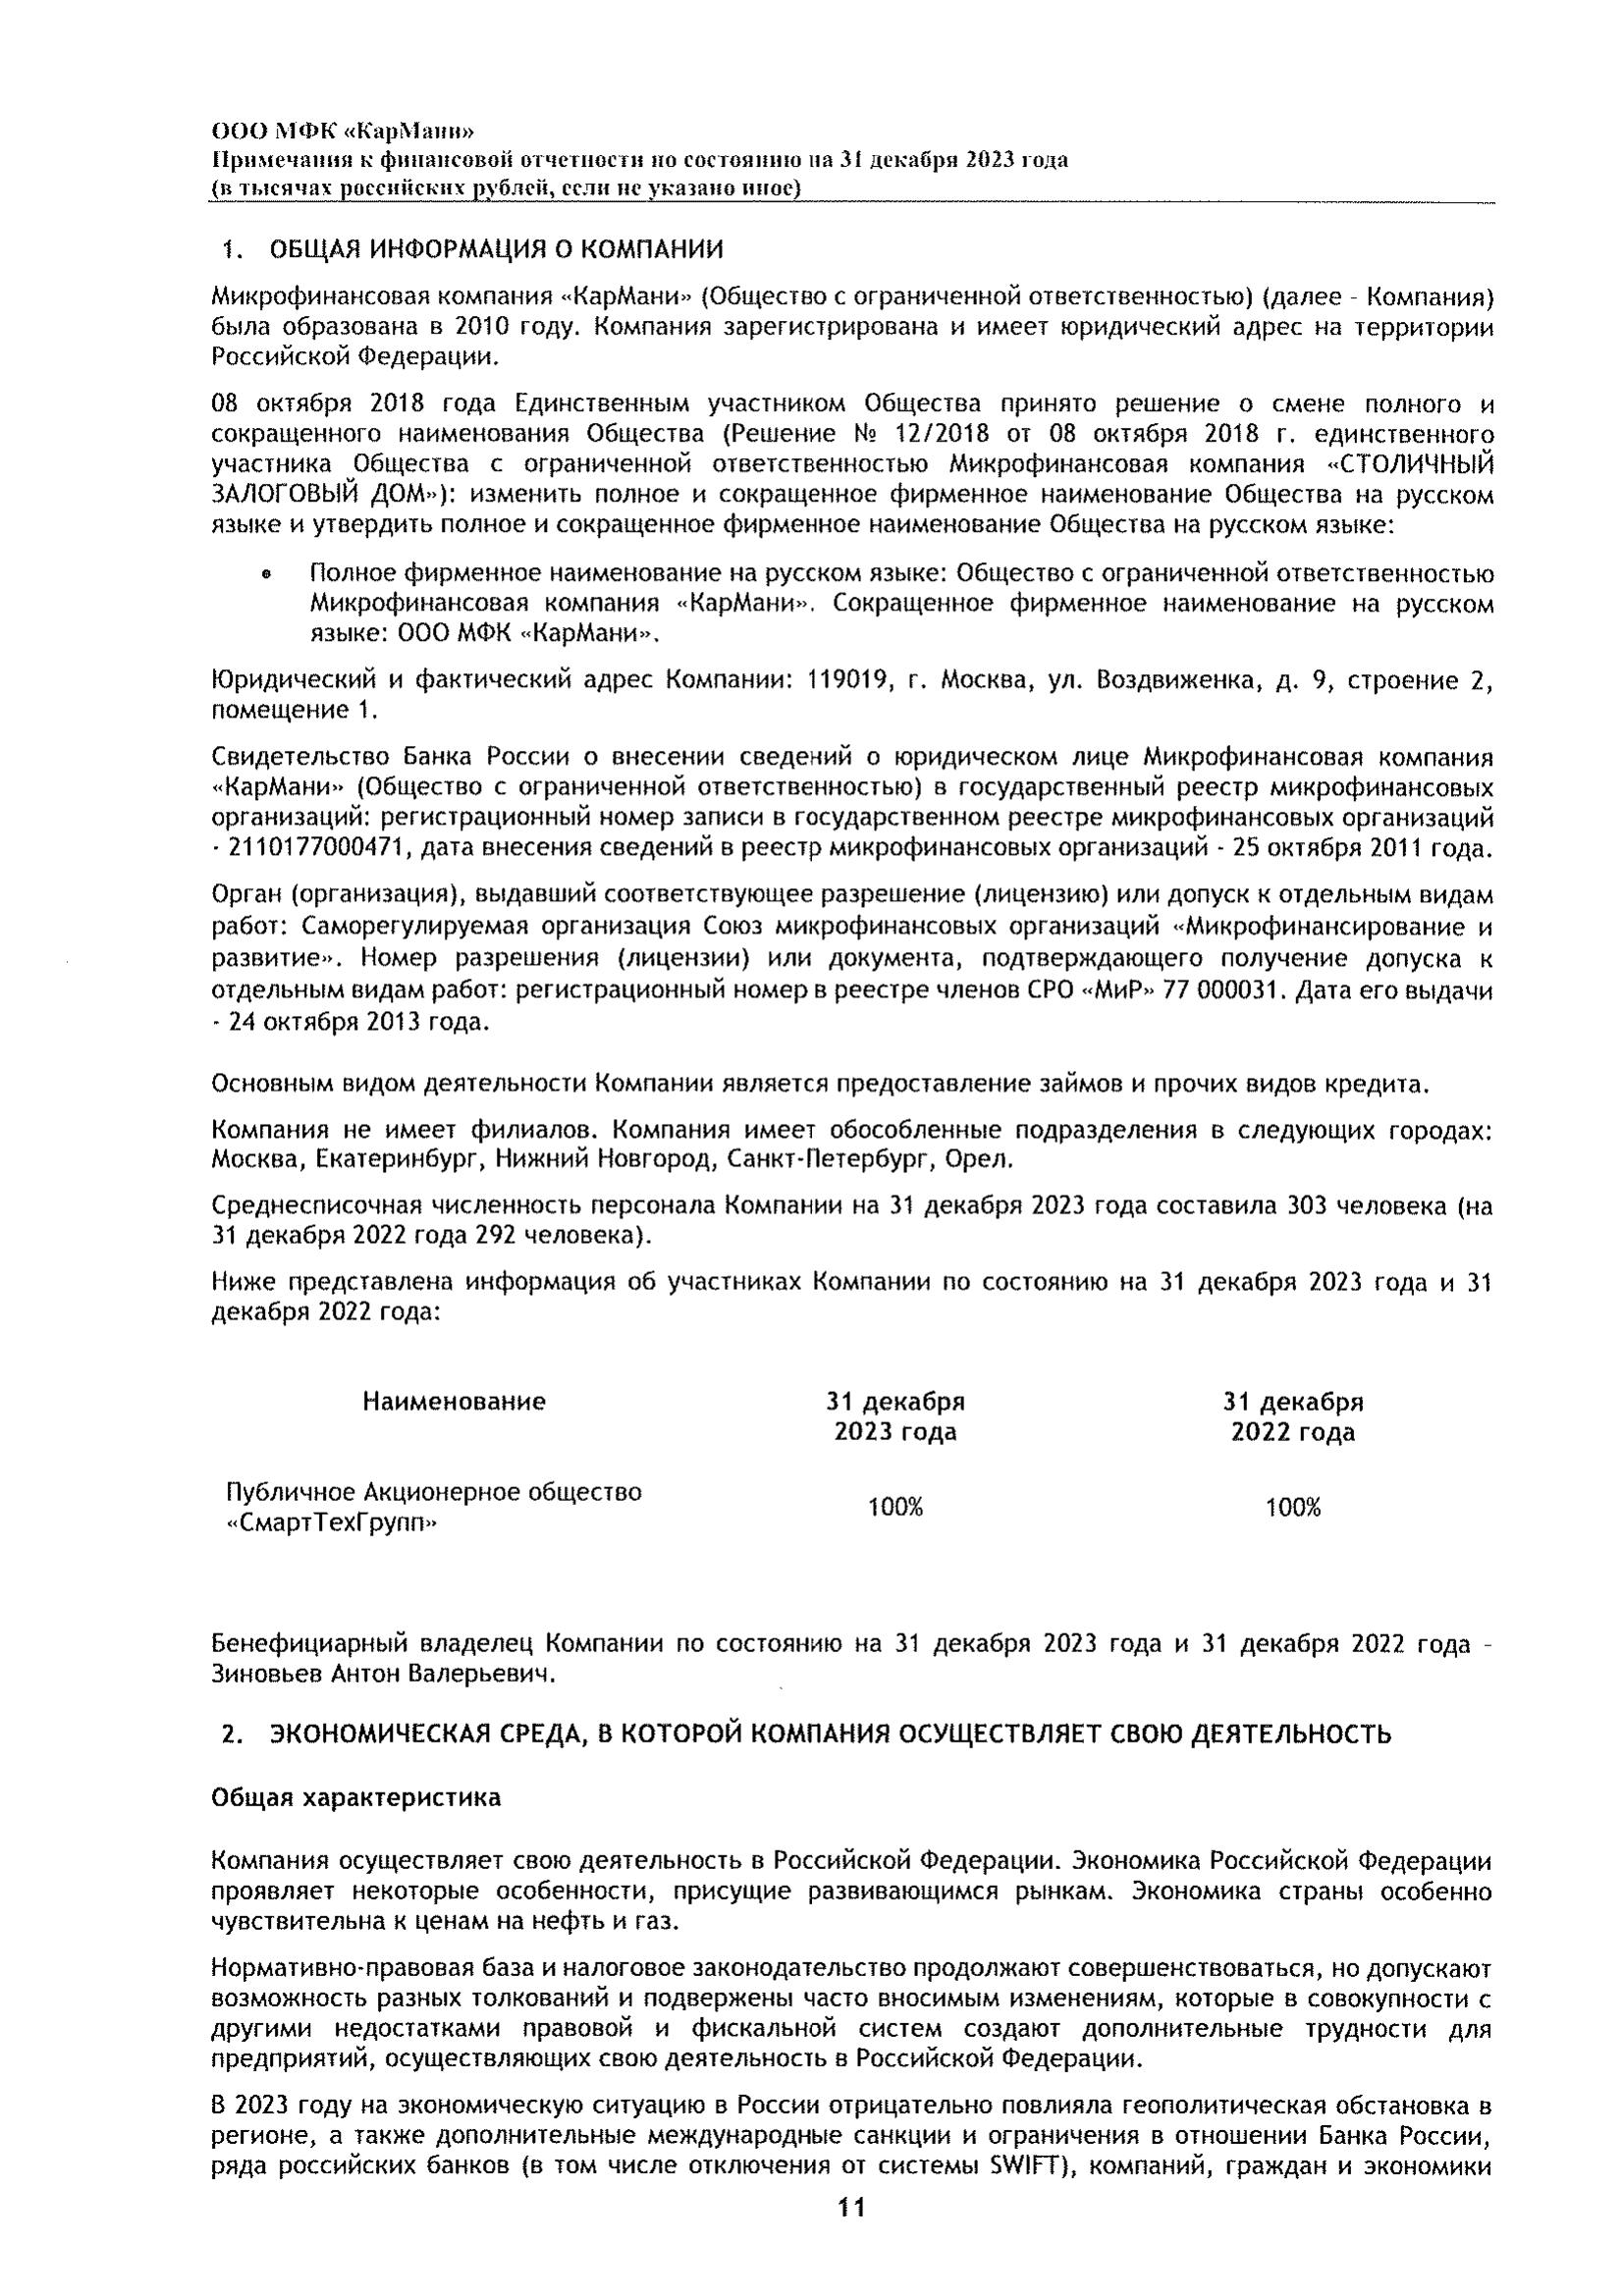 ООО МФК «КарМани»
Примечания к финансовой отчетности по состоянию на 31 декабря 2023 года
(в тысячах российских рублей, если не указано иное)
1. ОБЩАЯ ИНФОРМАЦИЯ О КОМПАНИИ
Микрофинансовая компания «КарМани» (Общество с ограниченной ответственностью) (далее - Компания)
была образована в 2010 году. Компания зарегистрирована и имеет юридический адрес на территории
Российской Федерации.
08 октября 2018 года Единственным участником Общества принято решение о смене полного и
сокращенного наименования Общества (Решение № 12/2018 от 08 октября 2018 г. единственного
участника Общества с ограниченной ответственностью Микрофинансовая компания «СТОЛИЧНЫЙ
ЗАЛОГОВЫЙ ДОМ»): изменить полное и сокращенное фирменное наименование Общества на русском
языке и утвердить полное и сокращенное фирменное наименование Общества на русском языке:
• Полное фирменное наименование на русском языке: Общество с ограниченной ответственностью
Микрофинансовая компания «КарМани». Сокращенное фирменное наименование на русском
языке: ООО МФК «КарМани».
Юридический и фактический адрес Компании: 119019, г. Москва, ул. Воздвиженка, д. 9, строение 2,
помещение 1.
Свидетельство Банка России о внесении сведений о юридическом лице Микрофинансовая компания
«КарМани» (Общество с ограниченной ответственностью) в государственный реестр микрофинансовых
организаций: регистрационный номер записи в государственном реестре микрофинансовых организаций
- 2110177000471, дата внесения сведений в реестр микрофинансовых организаций - 25 октября 2011 года.
Орган (организация), выдавший соответствующее разрешение (лицензию) или допуск к отдельным видам
работ: Саморегулируемая организация Союз микрофинансовых организаций «Микрофинансирование и
развитие». Номер разрешения (лицензии) или документа, подтверждающего получение допуска к
отдельным видам работ: регистрационный номер в реестре членов СРО «МиР» 77 000031. Дата его выдачи
- 24 октября 2013 года.
Основным видом деятельности Компании является предоставление займов и прочих видов кредита.
Компания не имеет филиалов. Компания имеет обособленные подразделения в следующих городах:
Москва, Екатеринбург, Нижний Новгород, Санкт-Петербург, Орел.
Среднесписочная численность персонала Компании на 31 декабря 2023 года составила 303 человека (на
31 декабря 2022 года 292 человека).
Ниже представлена информация об участниках Компании по состоянию на 31 декабря 2023 года и 31
декабря 2022 года:
Наименование 31 декабря 31 декабря
2023 года 2022 года
Публичное Акционерное общество
«СмартТехГрупп» 100% 100%
Бенефициарный владелец Компании по состоянию на 31 декабря 2023 года и 31 декабря 2022 года -
Зиновьев Антон Валерьевич.
2. ЭКОНОМИЧЕСКАЯ СРЕДА, В КОТОРОЙ КОМПАНИЯ ОСУЩЕСТВЛЯЕТ СВОЮ ДЕЯТЕЛЬНОСТЬ
Общая характеристика
Компания осуществляет свою деятельность в Российской Федерации. Экономика Российской Федерации
проявляет некоторые особенности, присущие развивающимся рынкам. Экономика страны особенно
чувствительна к ценам на нефть и газ.
Нормативно-правовая база и налоговое законодательство продолжают совершенствоваться, но допускают
возможность разных толкований и подвержены часто вносимым изменениям, которые в совокупности с
другими недостатками правовой и фискальной систем создают дополнительные трудности для
предприятий, осуществляющих свою деятельность в Российской Федерации.
В 2023 году на экономическую ситуацию в России отрицательно повлияла геополитическая обстановка в
регионе, а также дополнительные международные санкции и ограничения в отношении Банка России,
ряда российских банков (в том числе отключения от системы SWIFT), компаний, граждан и экономики
11